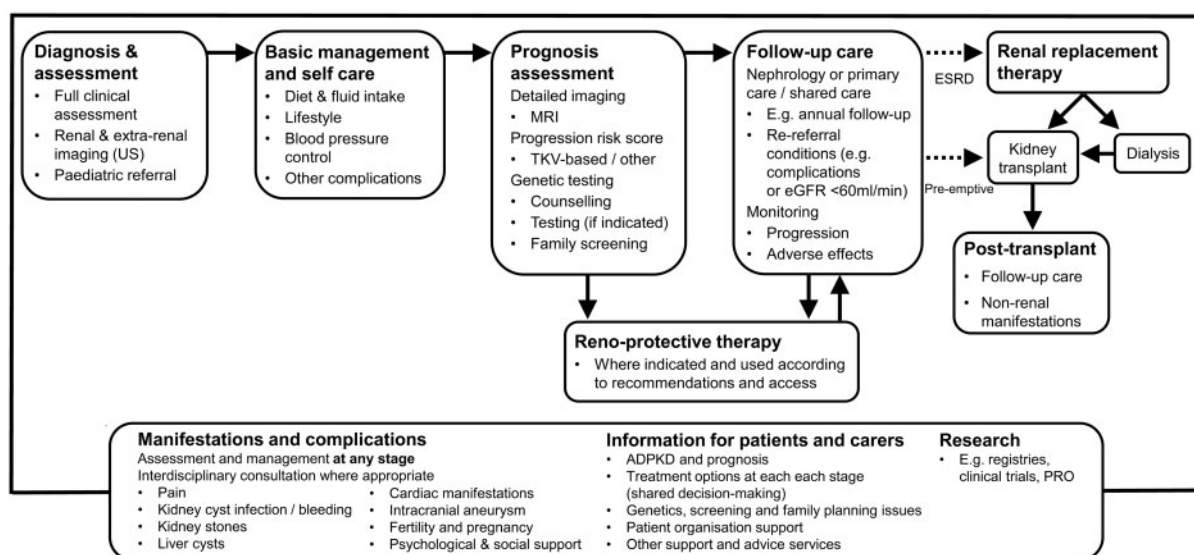 Diagnosis &
assessment
• Full clinical
assessment
• Renal & extra-renal
imaging (US)
• Paediatric referral
Basic management
and self care
• Diet & fluid intake
• Lifestyle
• Blood pressure
control
• Other complications
Prognosis
assessment
Detailed imaging
• MRI
Progression risk score
• TKV-based / other
Genetic testing
• Counselling
• Testing (if indicated)
• Family screening
Follow-up care
Nephrology or primary
care / shared care
• E.g. annual follow-up
• Re-referral
conditions (e.g.
complications
or eGFR <60ml/min)
Monitoring
• Progression
• Adverse effects
ESRD
Pre-emptive
Renal replacement
therapy
Kidney
transplant
Dialysis
Post-transplant
• Follow-up care
• Non-renal
manifestations
Reno-protective therapy
• Where indicated and used according
to recommendations and access
Manifestations and complications
Assessment and management at any stage
Interdisciplinary consultation where appropriate
• Pain
• Kidney cyst infection / bleeding
• Kidney stones
• Liver cysts
• Cardiac manifestations
• Intracranial aneurysm
• Fertility and pregnancy
• Psychological & social support
Information for patients and carers
• ADPKD and prognosis
• Treatment options at each each stage
(shared decision-making)
• Genetics, screening and family planning issues
• Patient organisation support
• Other support and advice services
Research
• E.g. registries,
clinical trials, PRO